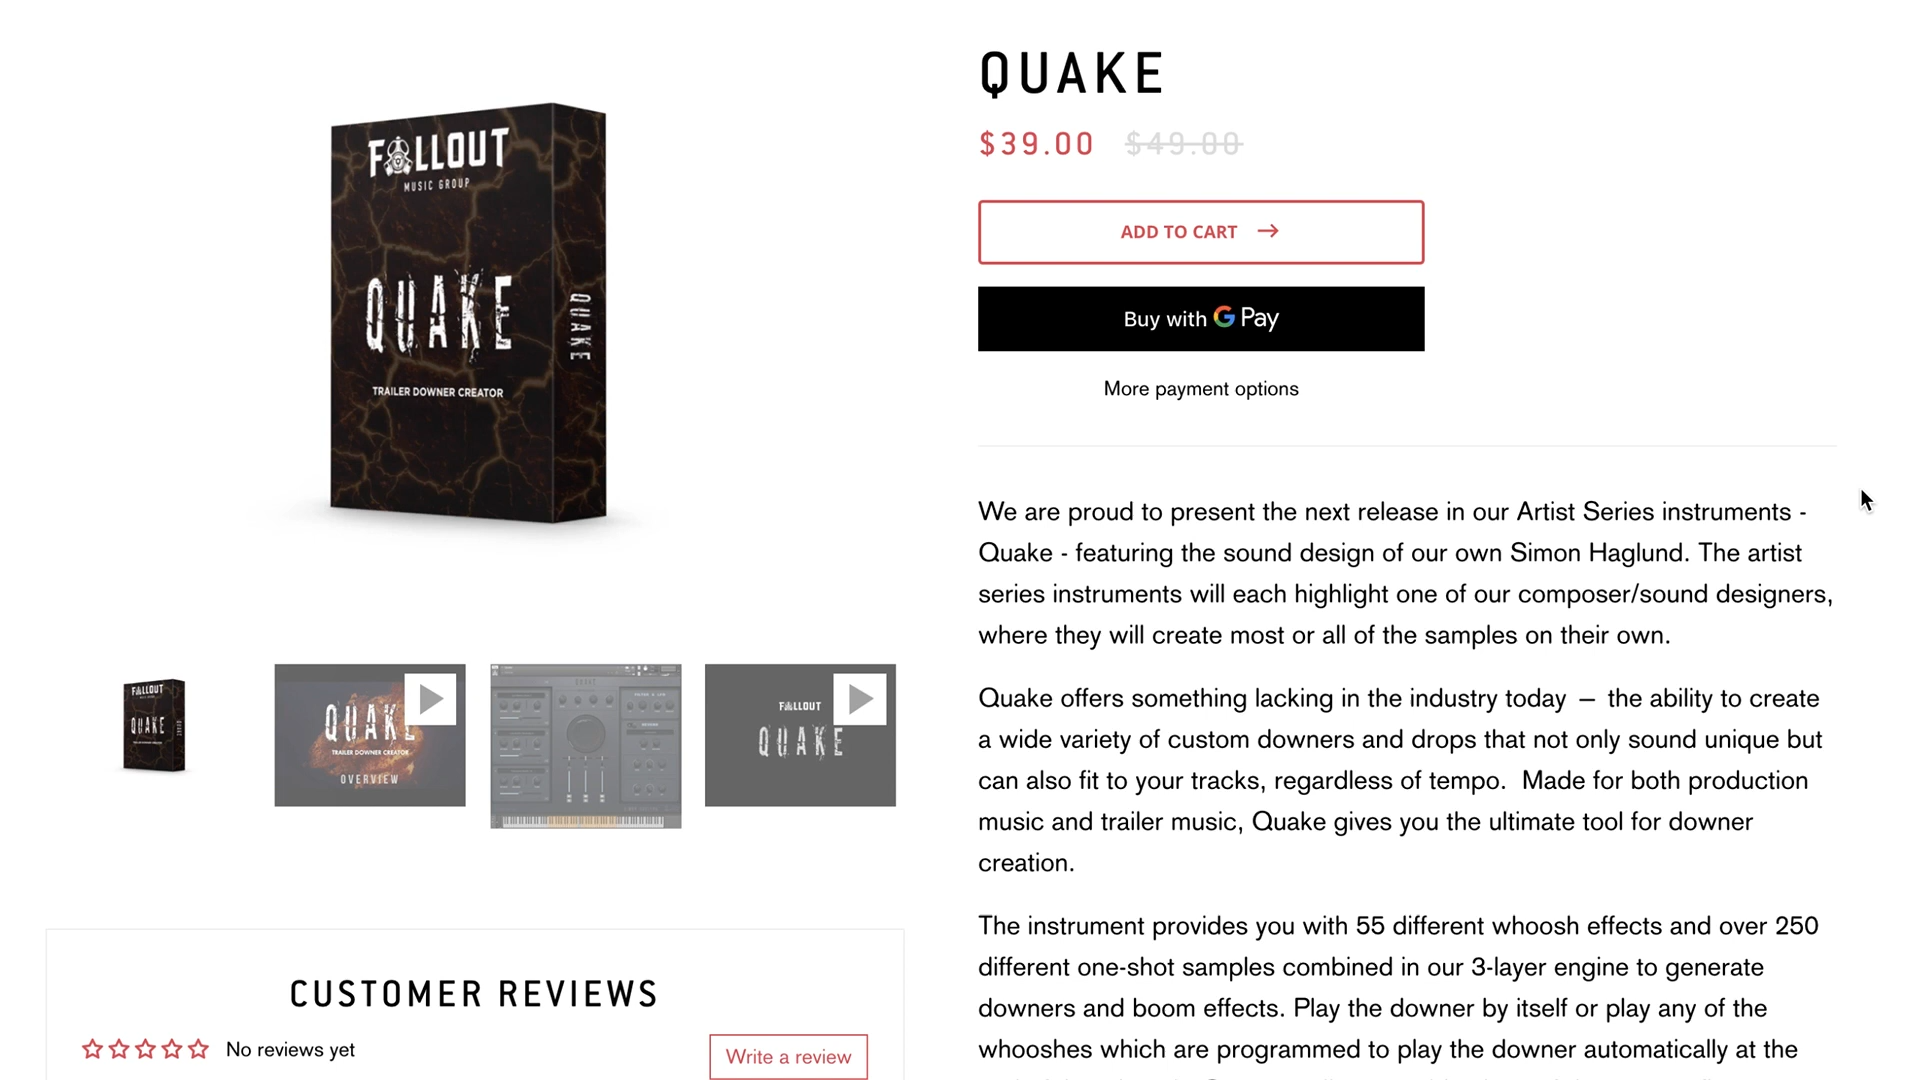 QUAKE
$39.00 $49.00
ADD TO CART
Buy with G Pay
More payment options
We are proud to present the next release in our Artist Series instruments -
Quake - featuring the sound design of our own Simon Haglund. The artist
series instruments will each highlight one of our composer/sound designers,
where they will create most or all of the samples on their own.
Quake offers something lacking in the industry today — the ability to create
a wide variety of custom downers and drops that not only sound unique but
can also fit to your tracks, regardless of tempo. Made for both production
music and trailer music, Quake gives you the ultimate tool for downer
creation.
The instrument provides you with 55 different whoosh effects and over 250
different one-shot samples combined in our 3-layer engine to generate
downers and boom effects. Play the downer by itself or play any of the
whooshes which are programmed to play the downer automatically at the
FALLOUT
MUSIC GROUP
QUAKE
TRAILER DOWNER CREATOR
QUAKE
FALLOUT
QUAKE
QUAKE
TRAILER DOWNER CREATOR
OVERVIEW
QUAKE
FALLOUT
QUAKE
CUSTOMER REVIEWS
No reviews yet
Write a review